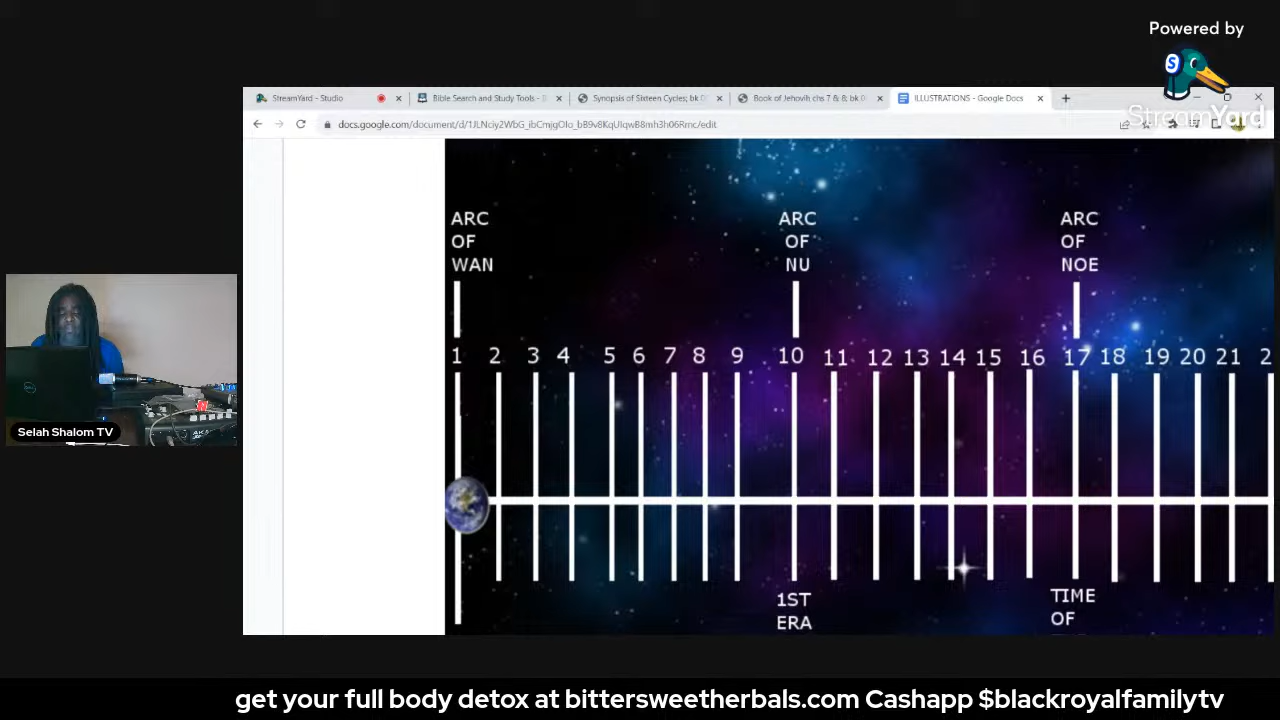 Powered by
StreamYard
StreamYard - Studio
Bible Search and Study Tools - B
Synopsis of Sixteen Cycles; bk
Book of Jehovih chs 7 & 8; bk
ILLUSTRATIONS - Google Docs
ARC
OF
WAN
ARC
OF
NU
ARC
OF
NOE
1 2 3 4 5 6 7 8 9 10 11 12 13 14 15 16 17 18 19 20 21 2
1ST
ERA
TIME
OF
Selah Shalom TV
get your full body detox at bittersweetherbals.com Cashapp $blackroyalfamilytv